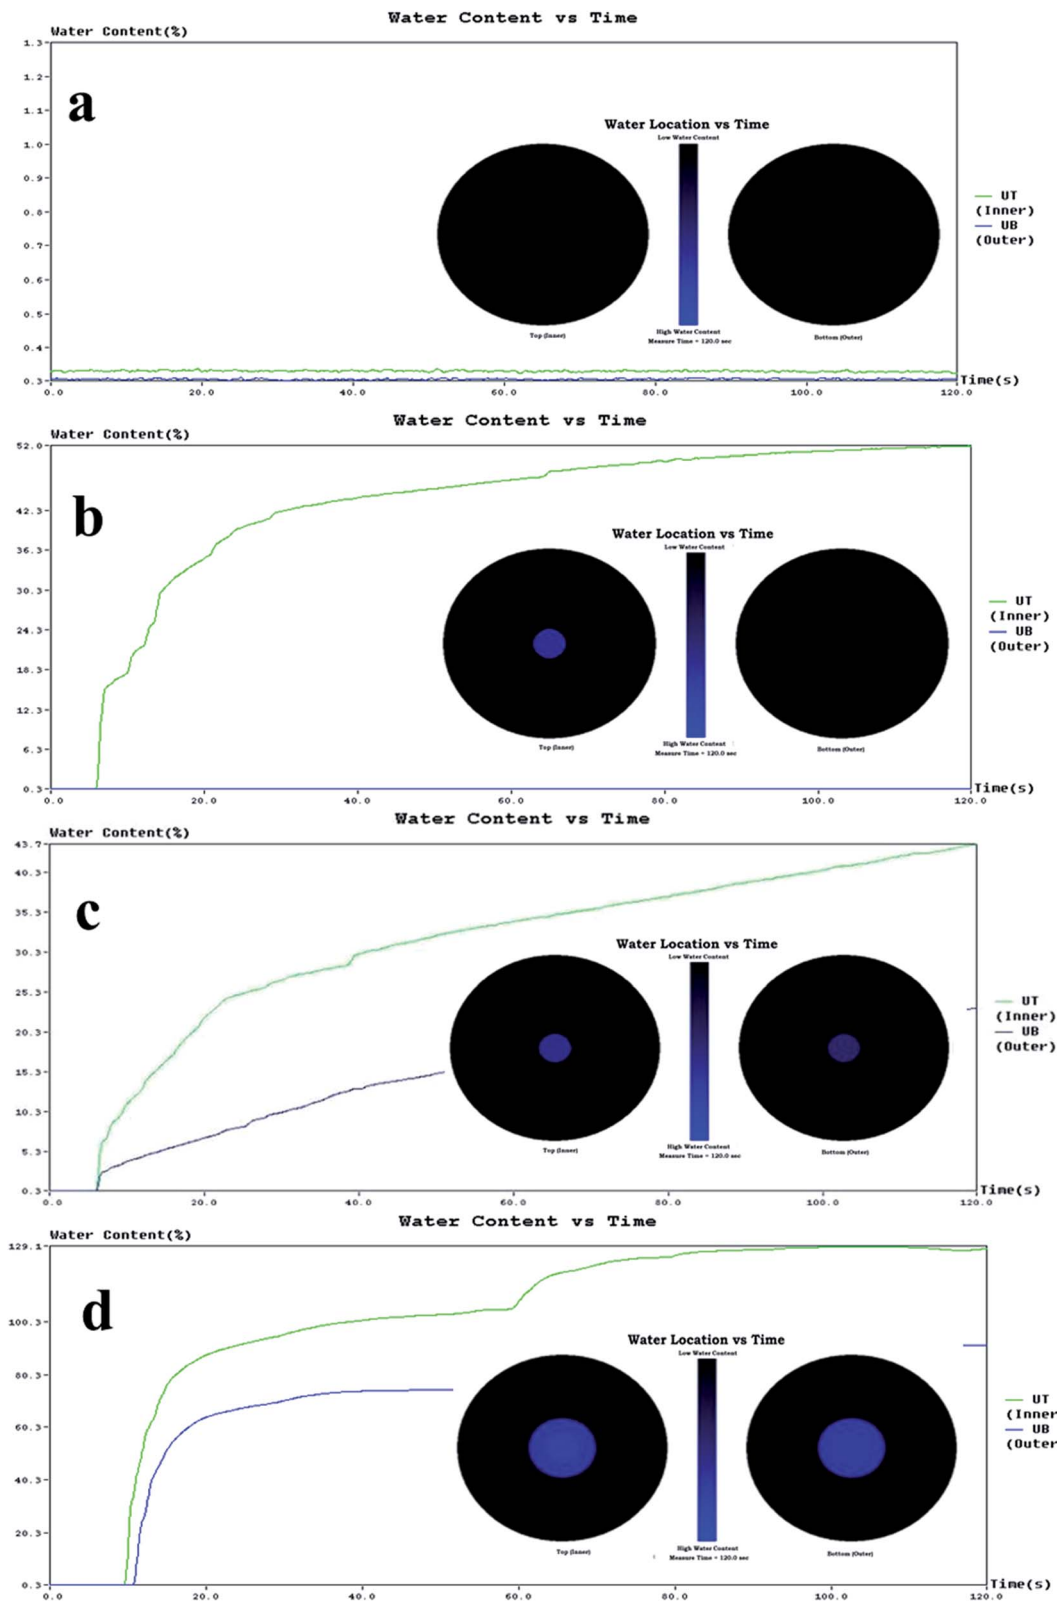 Water Content vs Time
Water Content(%)
1.3
1.2
1.1
1.0
0.9
0.8
0.7
0.6
0.5
0.4
0.3
a
Water Location vs Time
Low Water Content
Top (Inner)
High Water Content
Measure Time = 120.0 sec
Bottom (Outer)
UT
(Inner)
UB
(Outer)
0.0 20.0 40.0 60.0 80.0 100.0 120.0
Time(s)
Water Content vs Time
Water Content(%)
52.0
42.3
36.3
30.3
24.3
18.3
12.3
6.3
0.3
b
Water Location vs Time
Low Water Content
Top (Inner)
High Water Content
Measure Time = 120.0 sec
Bottom (Outer)
UT
(Inner)
UB
(Outer)
0.0 20.0 40.0 60.0 80.0 100.0 120.0
Time(s)
Water Content vs Time
Water Content(%)
43.7
40.3
35.3
30.3
25.3
20.3
15.3
10.3
5.3
0.3
c
Water Location vs Time
Low Water Content
Top (Inner)
High Water Content
Measure Time = 120.0 sec
Bottom (Outer)
UT
(Inner)
UB
(Outer)
0.0 20.0 40.0 60.0 80.0 100.0 120.0
Time(s)
Water Content vs Time
Water Content(%)
129.1
100.3
80.3
60.3
40.3
20.3
0.3
d
Water Location vs Time
Low Water Content
Top (Inner)
High Water Content
Measure Time = 120.0 sec
Bottom (Outer)
UT
(Inner
UB
(Outer
0.0 20.0 40.0 60.0 80.0 100.0 120.0
Time(s)